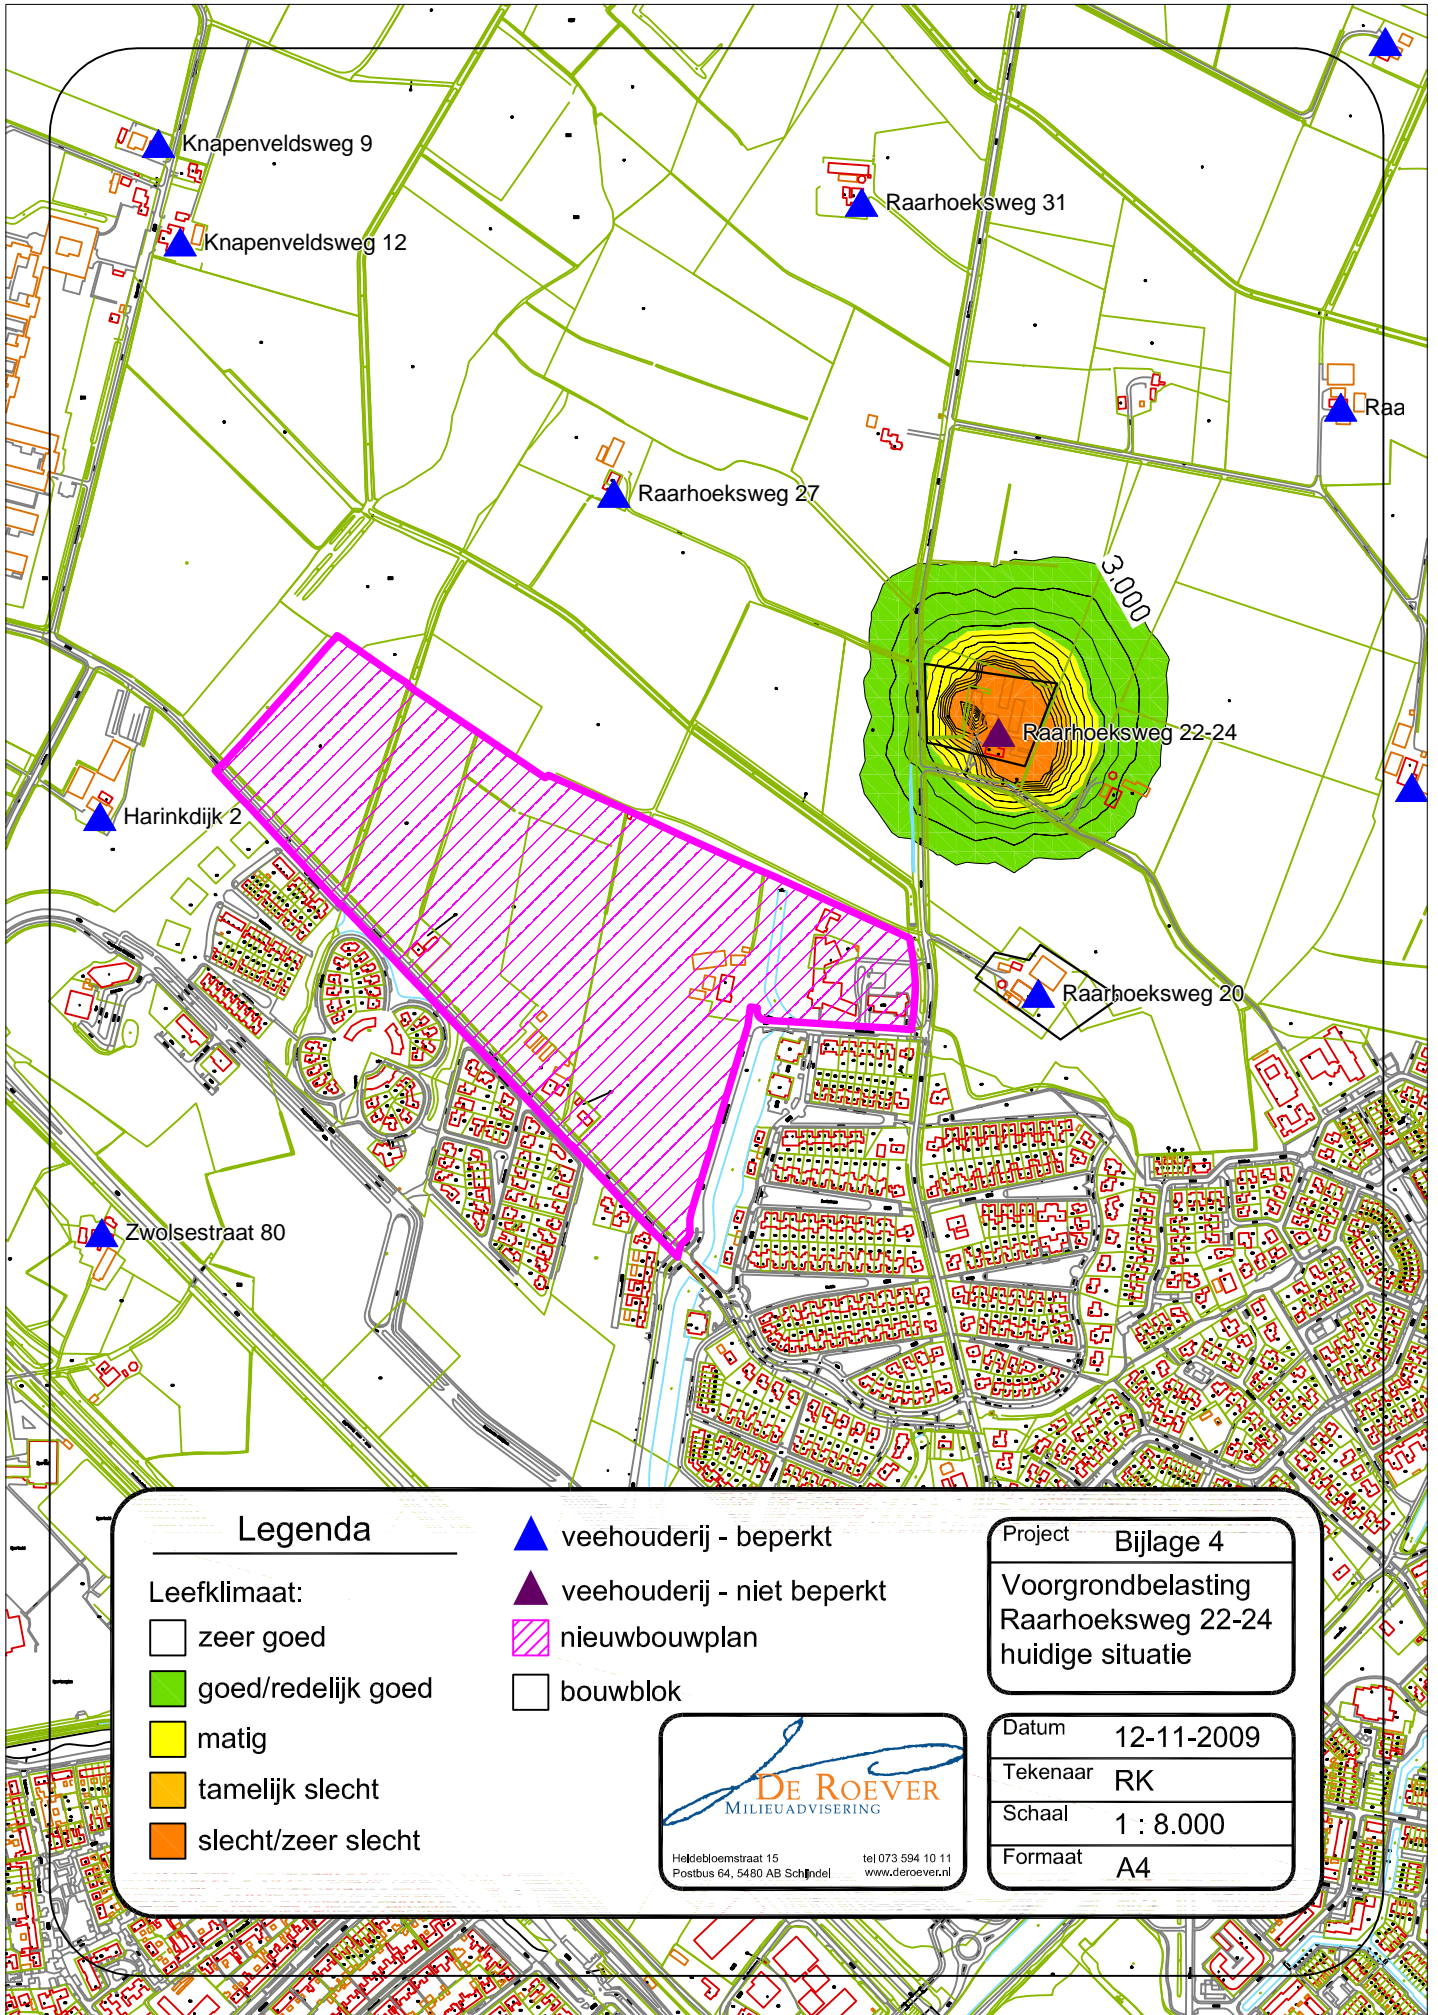 Knapenveldsweg 9
Raarhoeksweg 31
Knapenveldsweg 12
Raa
Raarhoeksweg 27
3.000
Raarhoeksweg 22-24
Harinkdijk 2
Raarhoeksweg 20
Zwolsestraat 80
Legenda
Leefklimaat:
zeer goed
goed/redelijk goed
matig
tamelijk slecht
slecht/zeer slecht
veehouderij - beperkt
veehouderij - niet beperkt
nieuwbouwplan
bouwblok
DE ROEVER
MILIEUADVISERING
Heidebloemstraat 15 tel 073 594 10 11
Postbus 64, 5480 AB Schijndel www.deroever.nl
Project Bijlage 4
Voorgrondbelasting
Raarhoeksweg 22-24
huidige situatie
Datum 12-11-2009
Tekenaar RK
Schaal 1 : 8.000
Formaat A4